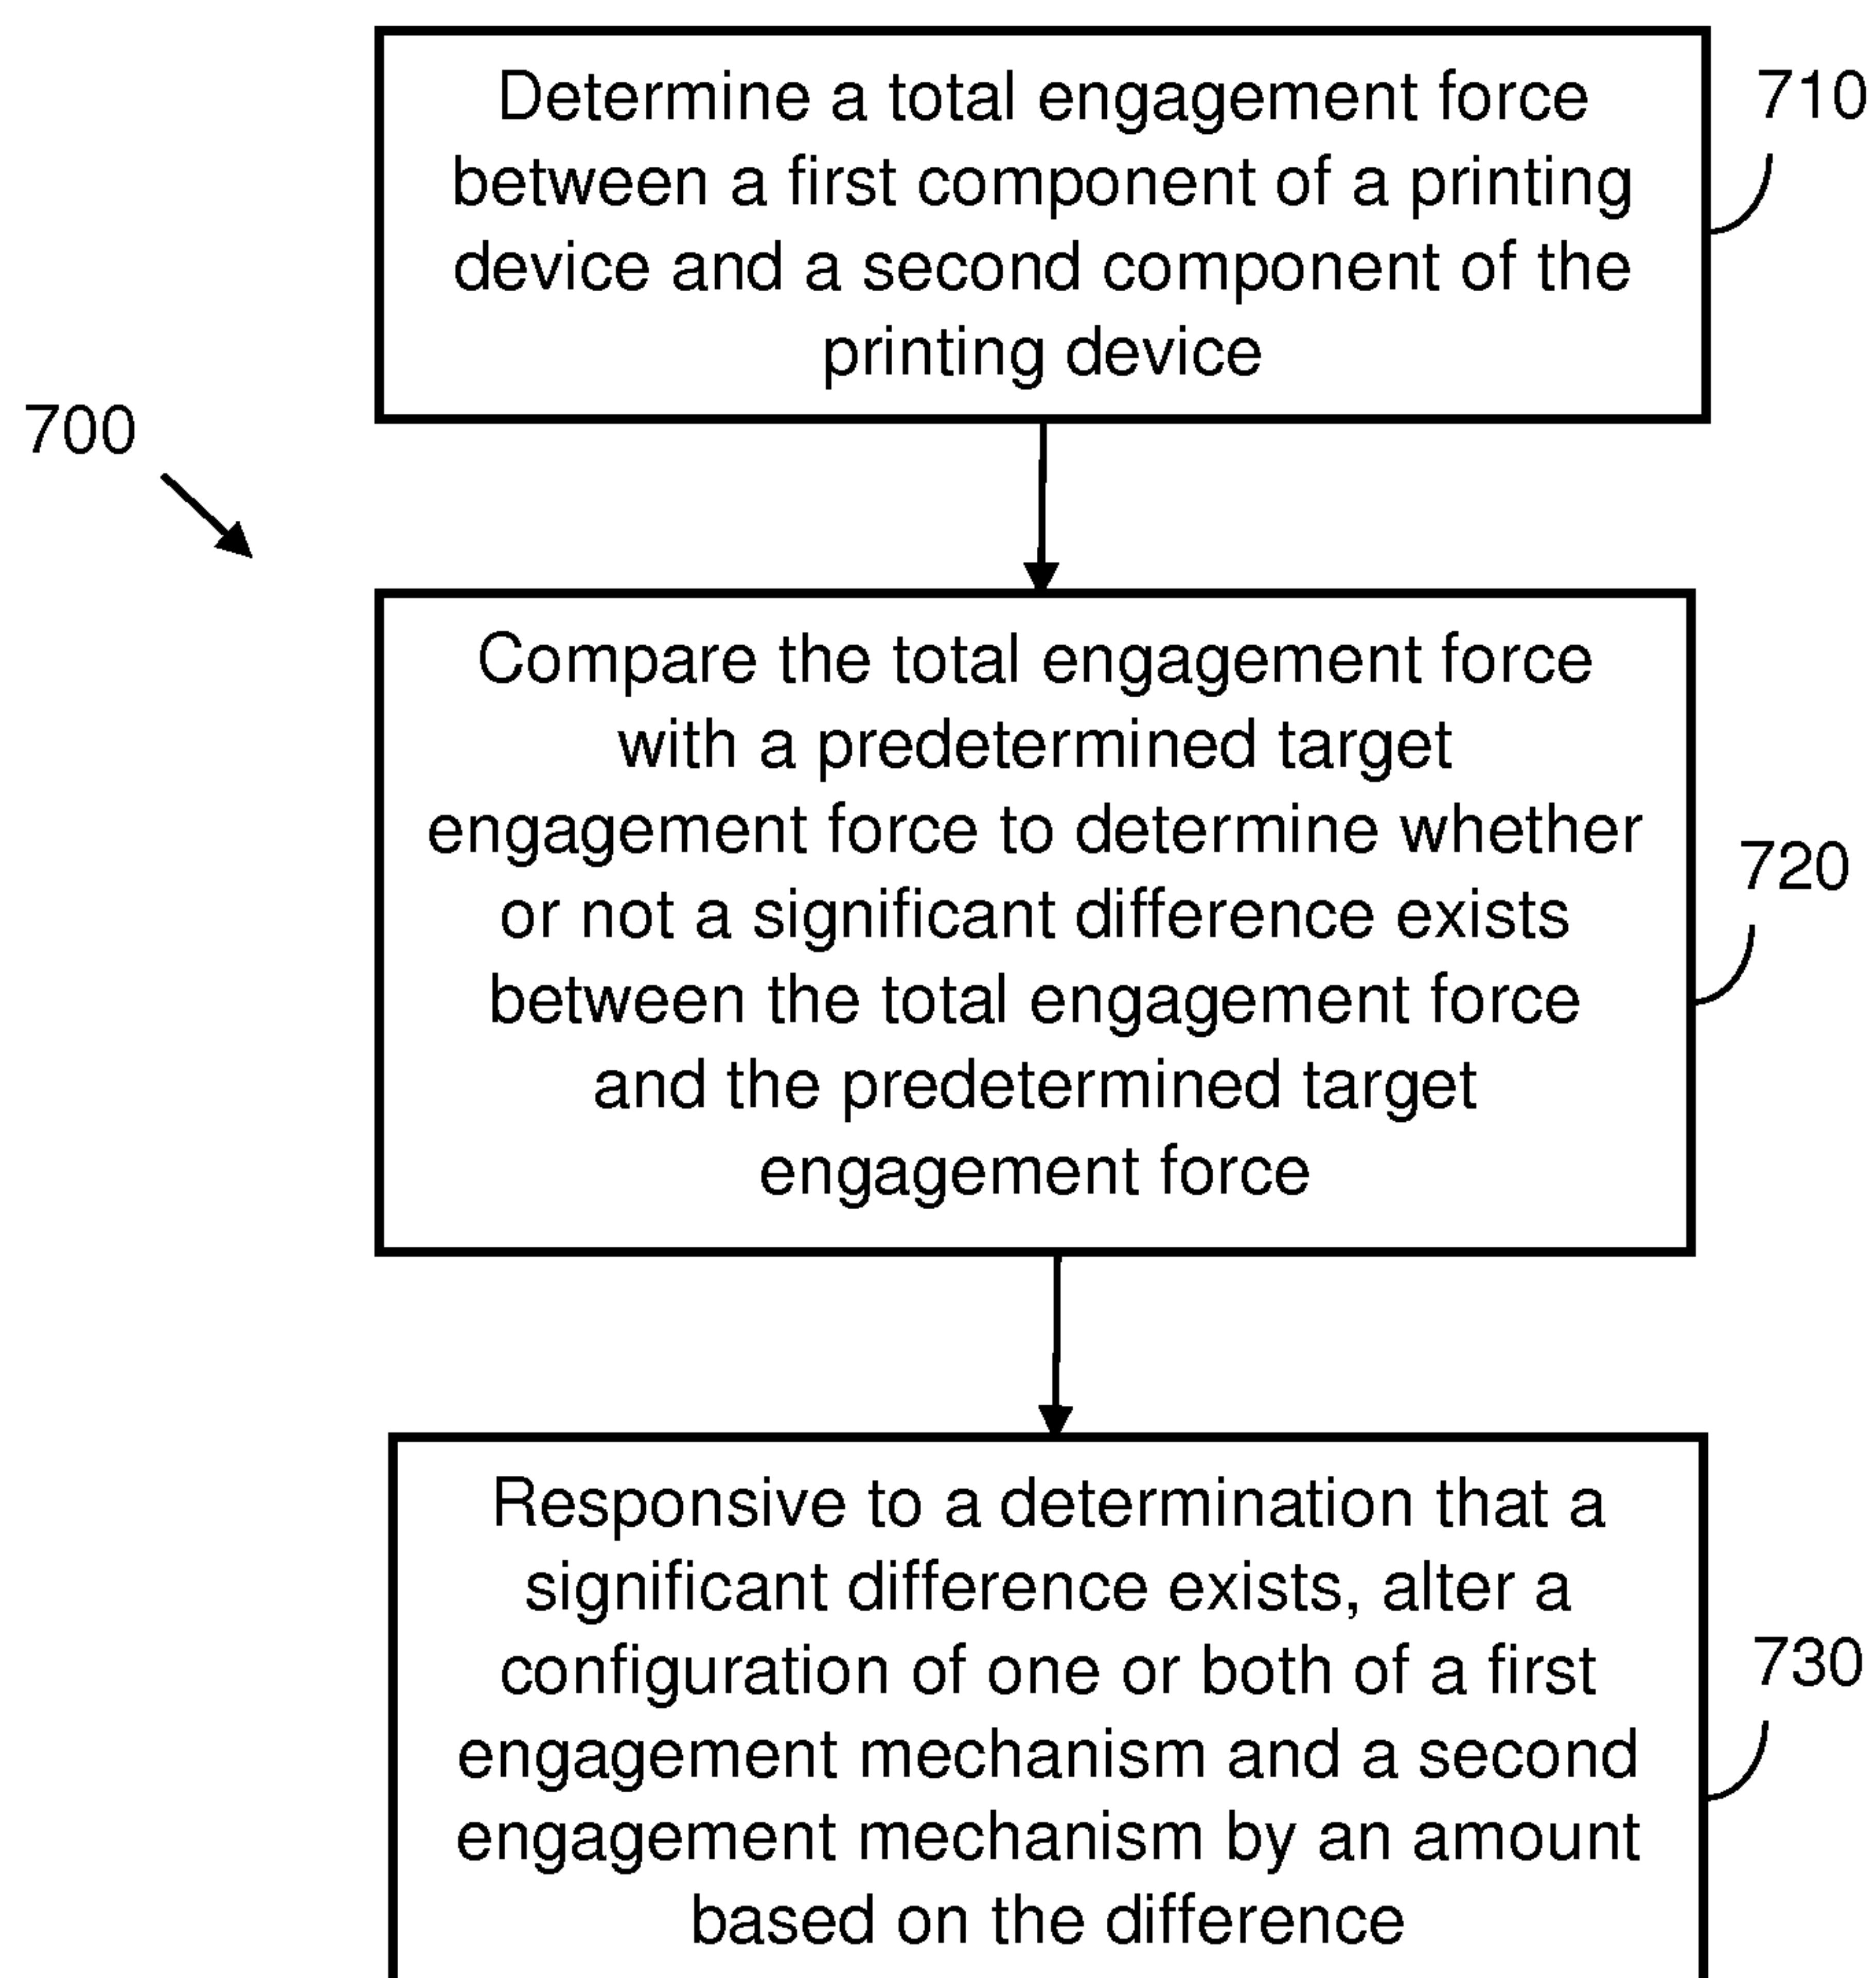 Determine a total engagement force
between a first component of a printing
device and a second component of the
printing device
710
700
Compare the total engagement force
with a predetermined target
engagement force to determine whether
or not a significant difference exists
between the total engagement force
and the predetermined target
engagement force
720
Responsive to a determination that a
significant difference exists, alter a
configuration of one or both of a first
engagement mechanism and a second
engagement mechanism by an amount
based on the difference
730